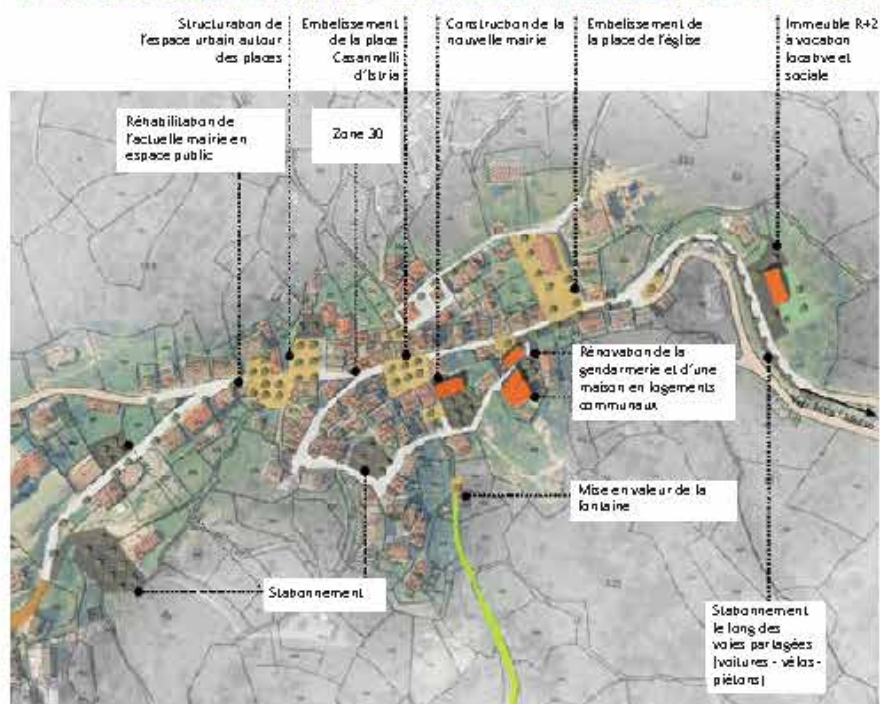 Structuration de
l'espace urbain autour
des places
Embelissement
de la place
Casannelli
d'Istria
Construction de la
nouvelle mairie
Embelissement de
la place de l'église
Immeuble R+2
à vocation
locative et
sociale
Réhabilitation de
l'actuelle mairie en
espace public
Zone 30
Rénovation de la
gendarmerie et d'une
maison en logements
communaux
Mise en valeur de la
fontaine
Stationnement
Stationnement
le long des
voies partagées
(voitures - vélos -
piétons)